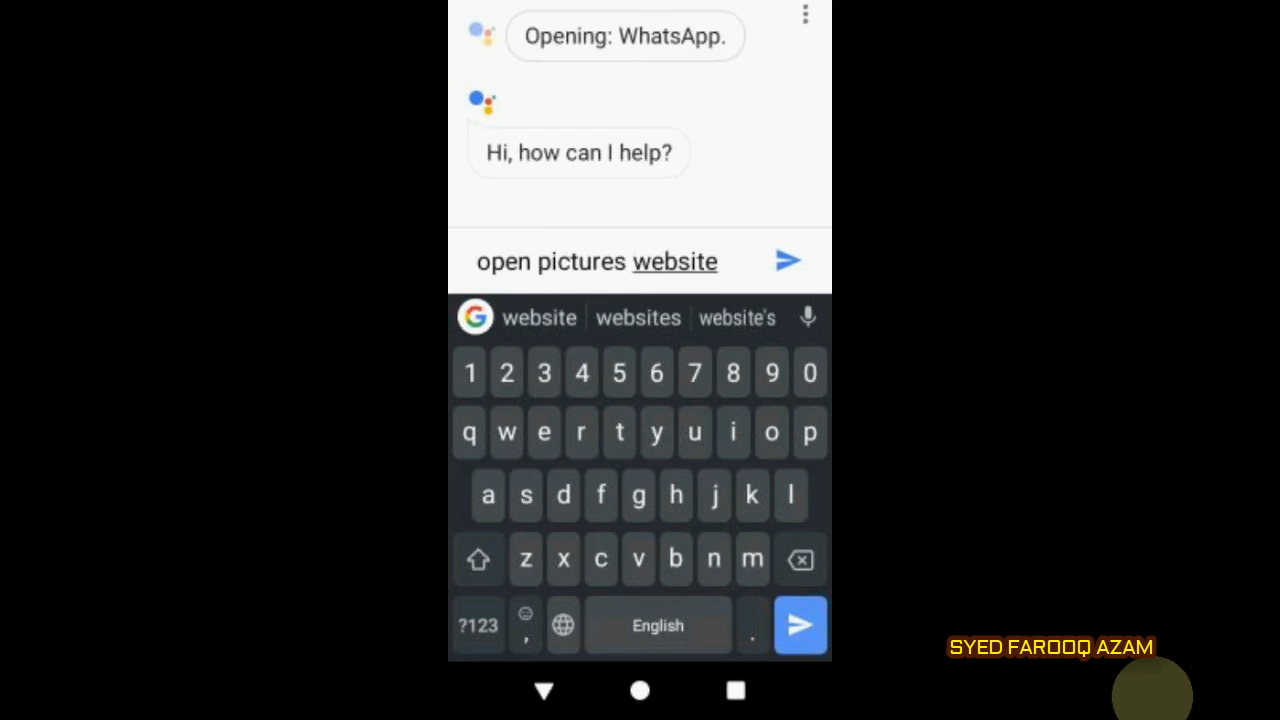 Opening: WhatsApp.
Hi, how can I help?
open pictures website
G website websites website's
1 2 3 4 5 6 7 8 9 0
q w e r t y u i o p
a s d f g h j k l
z x c v b n m
?123 , English .
SYED FAROOQ AZAM